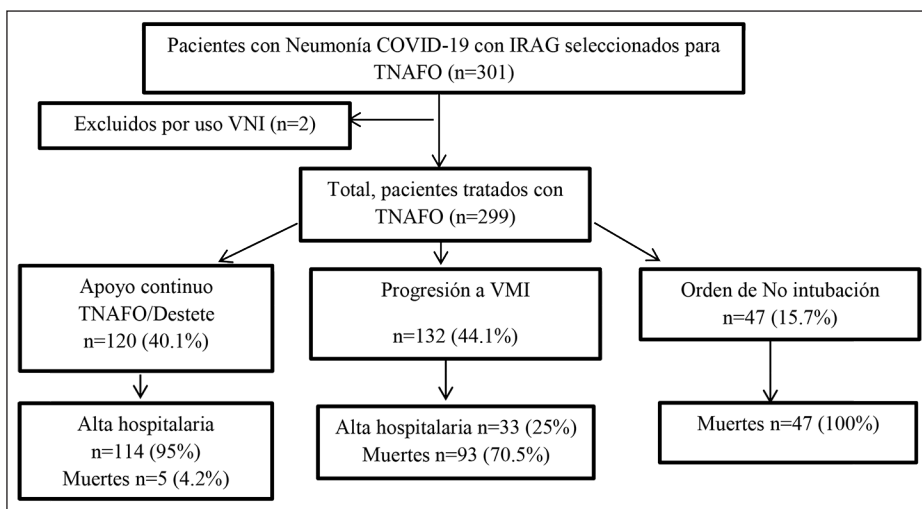 Pacientes con Neumonía COVID-19 con IRAG seleccionados para
TNAFO (n=301)
Excluidos por uso VNI (n=2)
Total, pacientes tratados con
TNAFO (n=299)
Apoyo continuo
TNAFO/Destete
n=120 (40.1%)
Progresión a VMI
n=132 (44.1%)
Orden de No intubación
n=47 (15.7%)
Alta hospitalaria
n=114 (95%)
Muertes n=5 (4.2%)
Alta hospitalaria n=33 (25%)
Muertes n=93 (70.5%)
Muertes n=47 (100%)